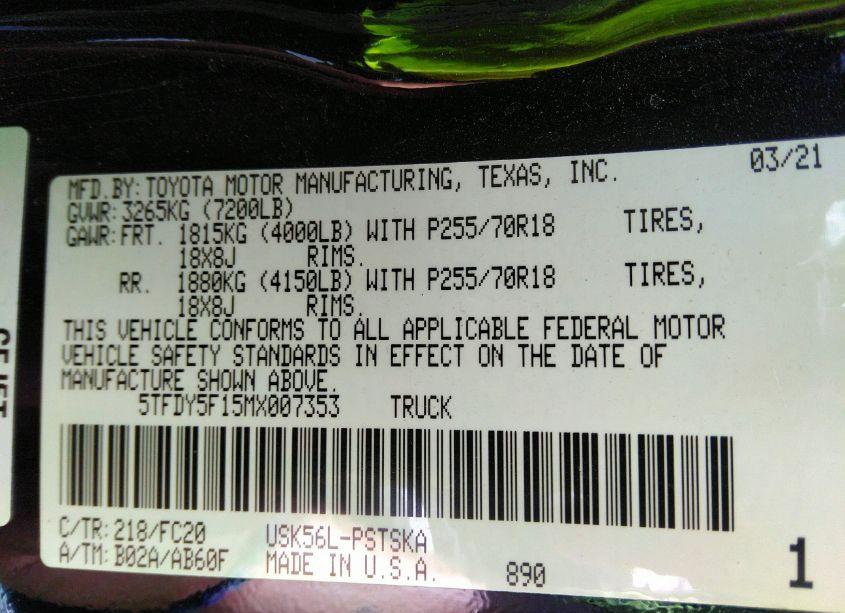 03/21
MFD.BY: TOYOTA MOTOR MANUFACTURING, TEXAS, INC.
GVWR: 3265KG (7200LB)
GAWR: FRT. 1815KG (4000LB) WITH P255/70R18 TIRES,
18X8J RIMS.
RR. 1880KG (4150LB) WITH P255/70R18 TIRES,
18X8J RIMS.
THIS VEHICLE CONFORMS TO ALL APPLICABLE FEDERAL MOTOR
VEHICLE SAFETY STANDARDS IN EFFECT ON THE DATE OF
MANUFACTURE SHOWN ABOVE.
5TFDY5F15MX007353 TRUCK
C/TR: 218/FC20 USK56L-PSTSKA
A/TM: B02A/AB60F MADE IN U.S.A. 890 1